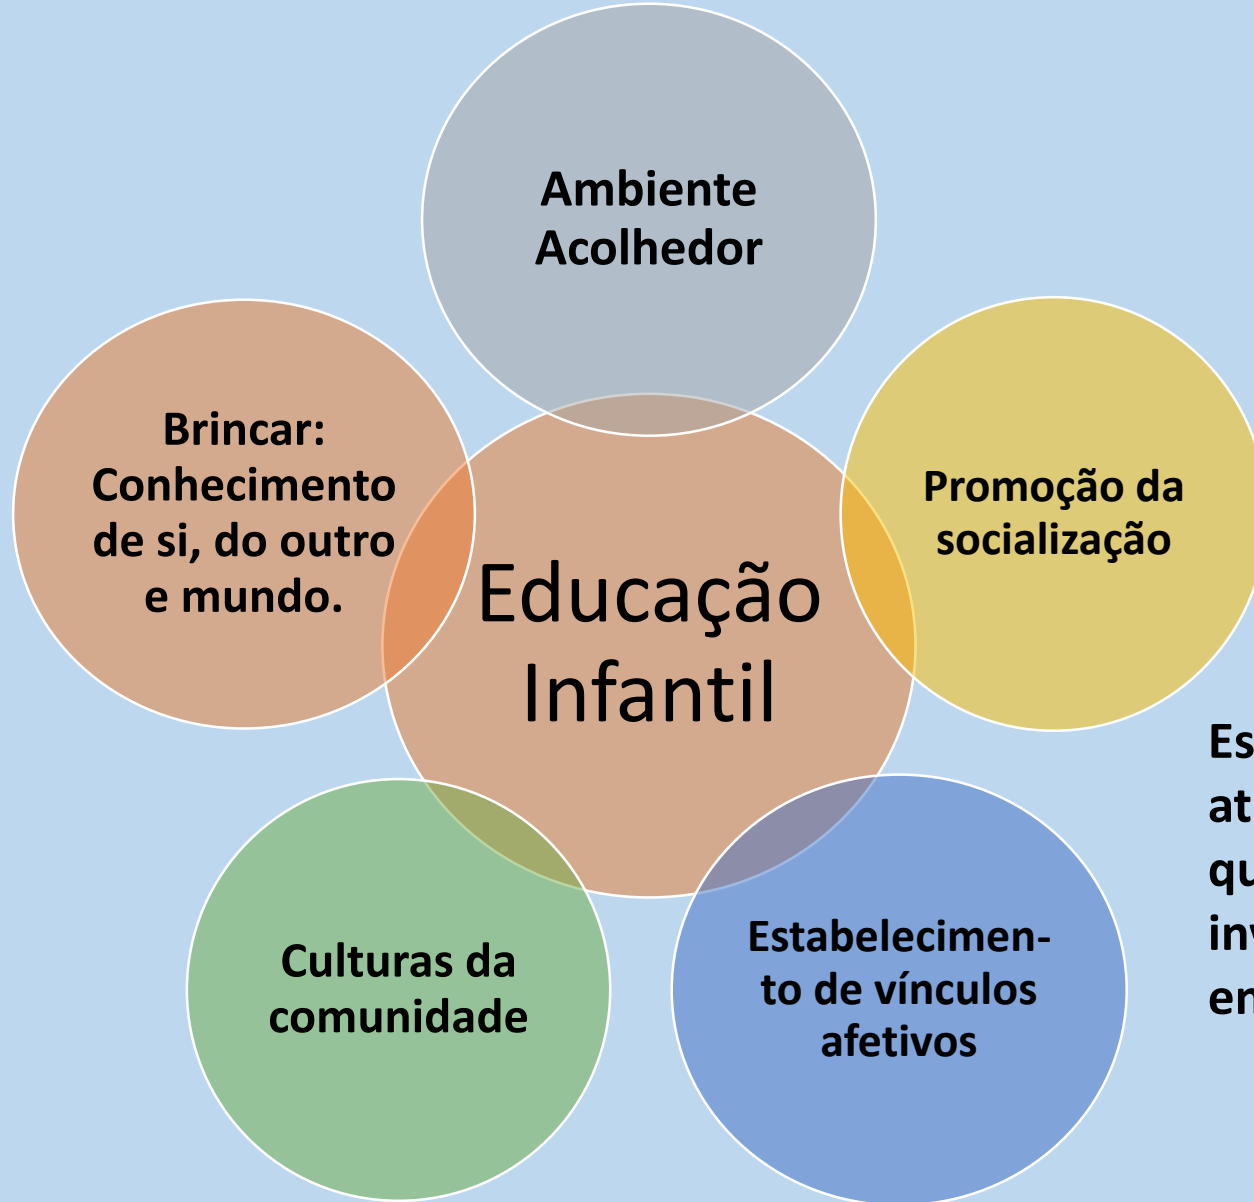 Ambiente
Acolhedor
Brincar:
Conhecimento
de si, do outro
e mundo.
Promoção da
socialização
Educação
Infantil
Culturas da
comunidade
Estabelecimen-
to de vínculos
afetivos